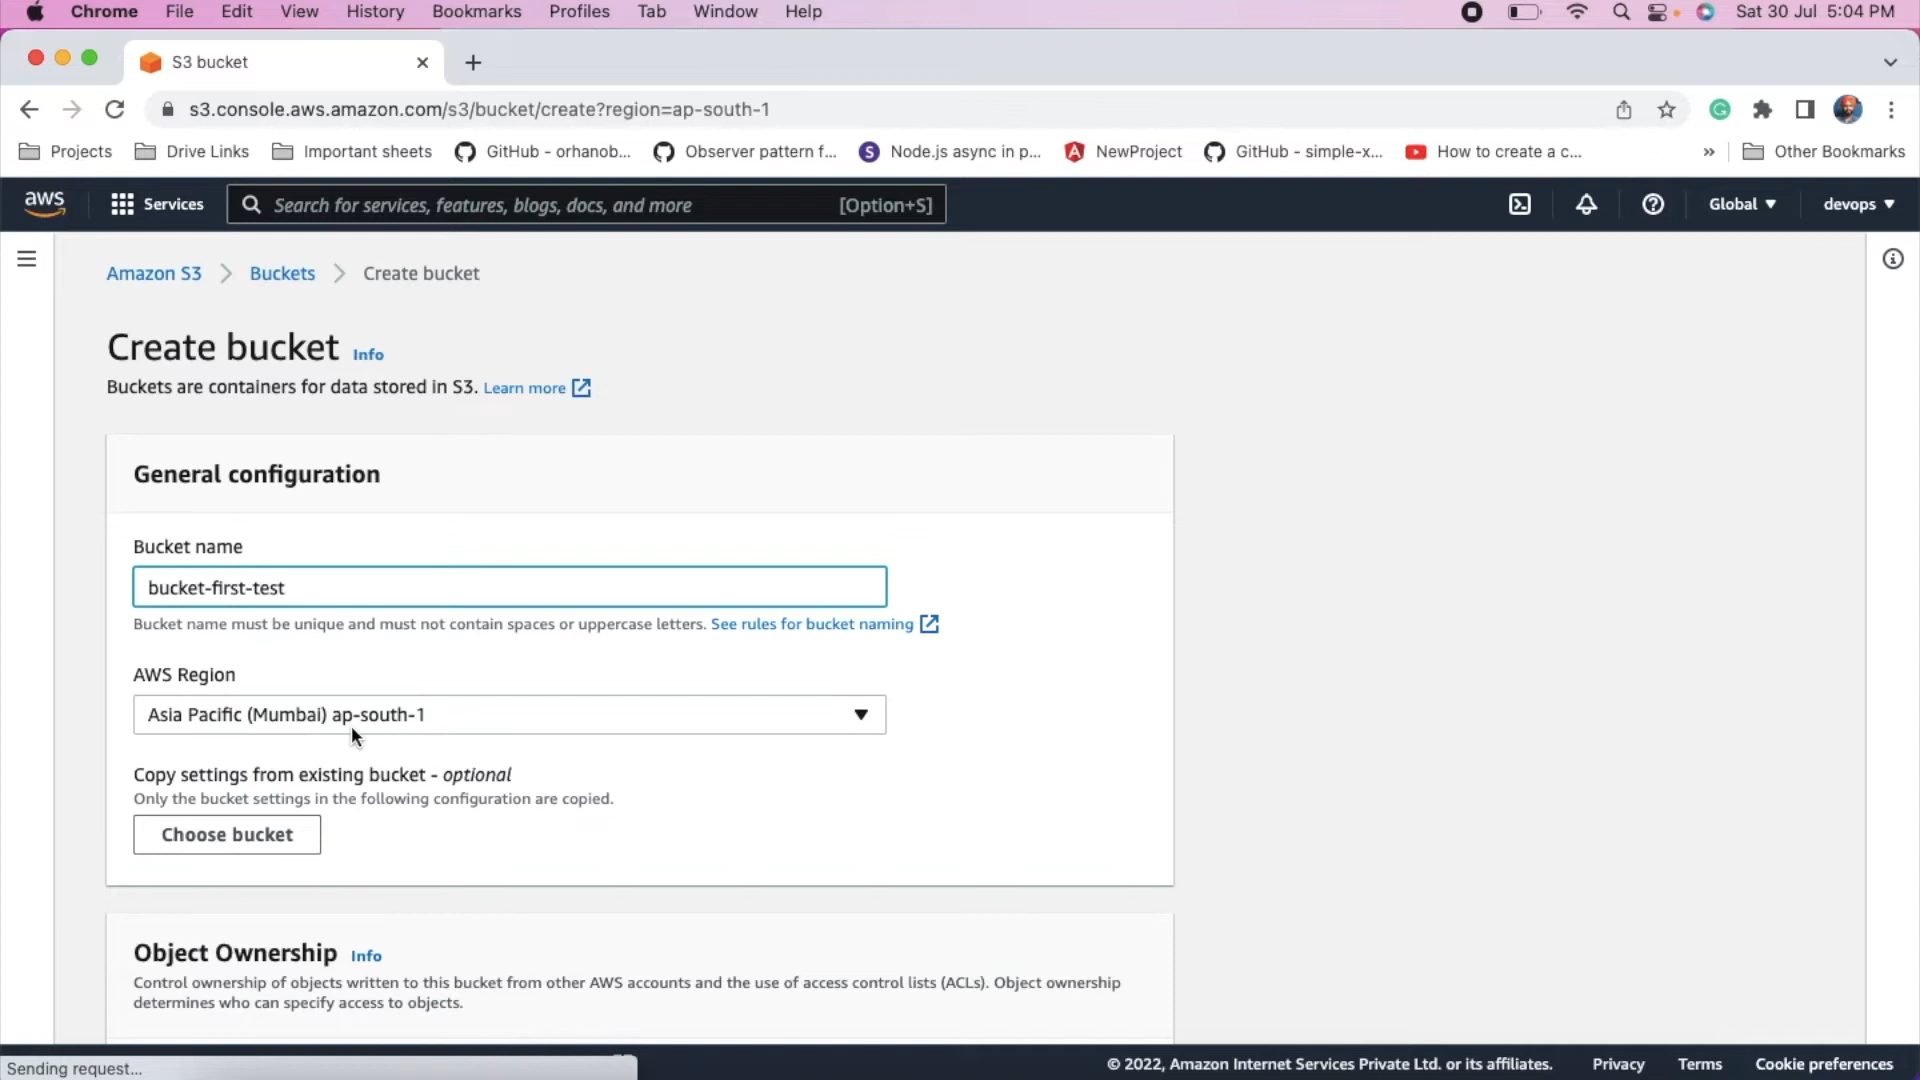 Chrome File Edit View History Bookmarks Profiles Tab Window Help Sat 30 Jul 5:04 PM
S3 bucket
s3.console.aws.amazon.com/s3/bucket/create?region=ap-south-1
Projects Drive Links Important sheets GitHub - orhanob... Observer pattern f... Node.js async in p... NewProject GitHub - simple-x... How to create a c... » Other Bookmarks
aws Services Search for services, features, blogs, docs, and more [Option+S] Global devops
Amazon S3 Buckets Create bucket
Create bucket Info
Buckets are containers for data stored in S3. Learn more
General configuration
Bucket name
bucket-first-test
Bucket name must be unique and must not contain spaces or uppercase letters. See rules for bucket naming
AWS Region
Asia Pacific (Mumbai) ap-south-1
Copy settings from existing bucket - optional
Only the bucket settings in the following configuration are copied.
Choose bucket
Object Ownership Info
Control ownership of objects written to this bucket from other AWS accounts and the use of access control lists (ACLs). Object ownership
determines who can specify access to objects.
Sending request... © 2022, Amazon Internet Services Private Ltd. or its affiliates. Privacy Terms Cookie preferences